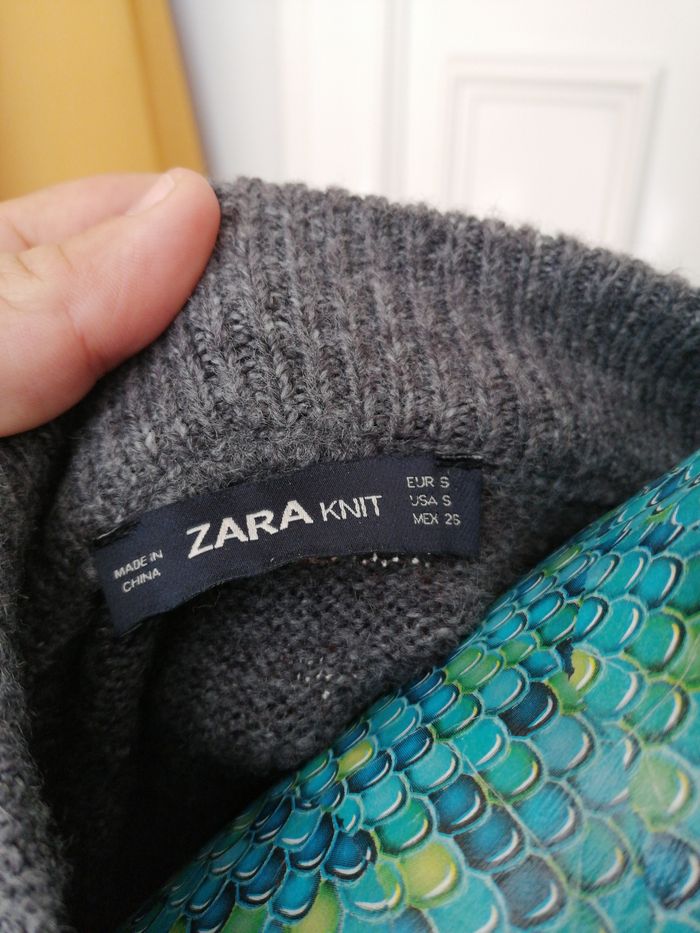 MADE IN
CHINA
ZARA KNIT
EUR S
USA S
MEX 26